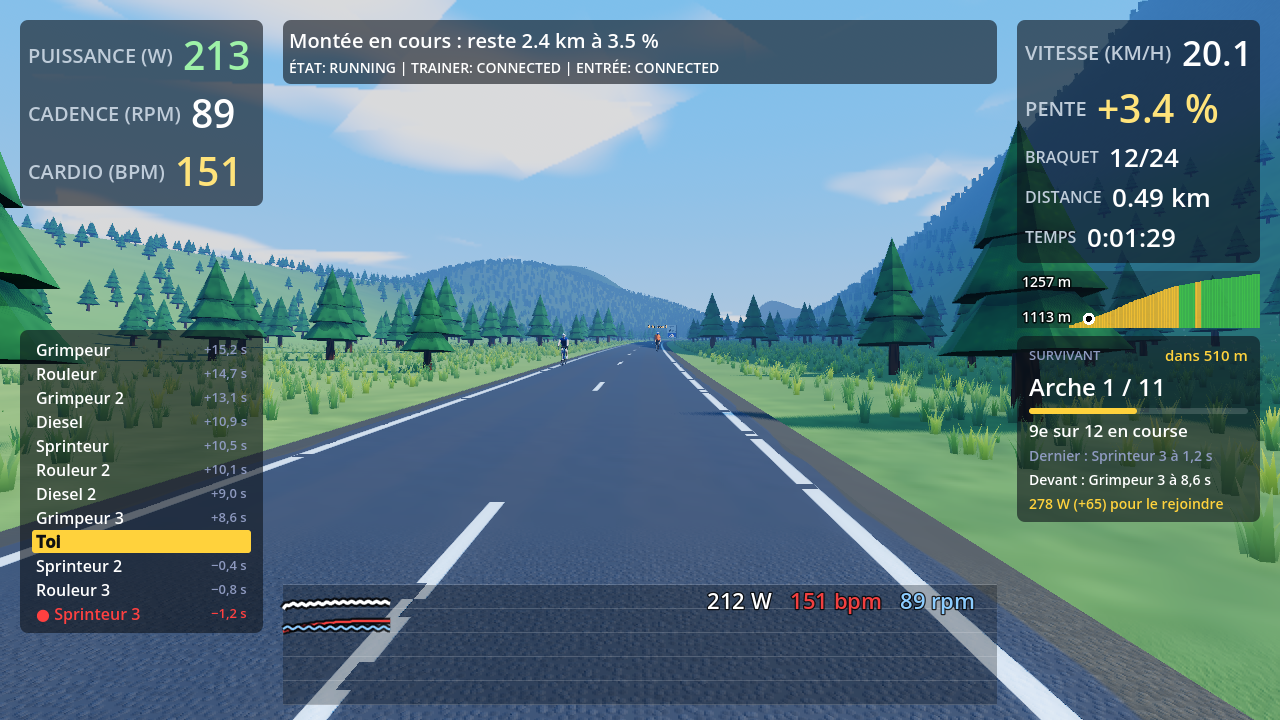 PUISSANCE (W) 213
CADENCE (RPM) 89
CARDIO (BPM) 151
Montée en cours : reste 2.4 km à 3.5 %
ÉTAT: RUNNING | TRAINER: CONNECTED | ENTRÉE: CONNECTED
VITESSE (KM/H) 20.1
PENTE +3.4 %
BRAQUET 12/24
DISTANCE 0.49 km
TEMPS 0:01:29
1257 m
1113 m
SURVIVANT dans 510 m
Arche 1 / 11
9e sur 12 en course
Dernier : Sprinteur 3 à 1,2 s
Devant : Grimpeur 3 à 8,6 s
278 W (+65) pour le rejoindre
Grimpeur +15,2 s
Rouleur +14,7 s
Grimpeur 2 +13,1 s
Diesel +10,9 s
Sprinteur +10,5 s
Rouleur 2 +10,1 s
Diesel 2 +9,0 s
Grimpeur 3 +8,6 s
TOI
Sprinteur 2 −0,4 s
Rouleur 3 −0,8 s
Sprinteur 3 −1,2 s
212 W 151 bpm 89 rpm